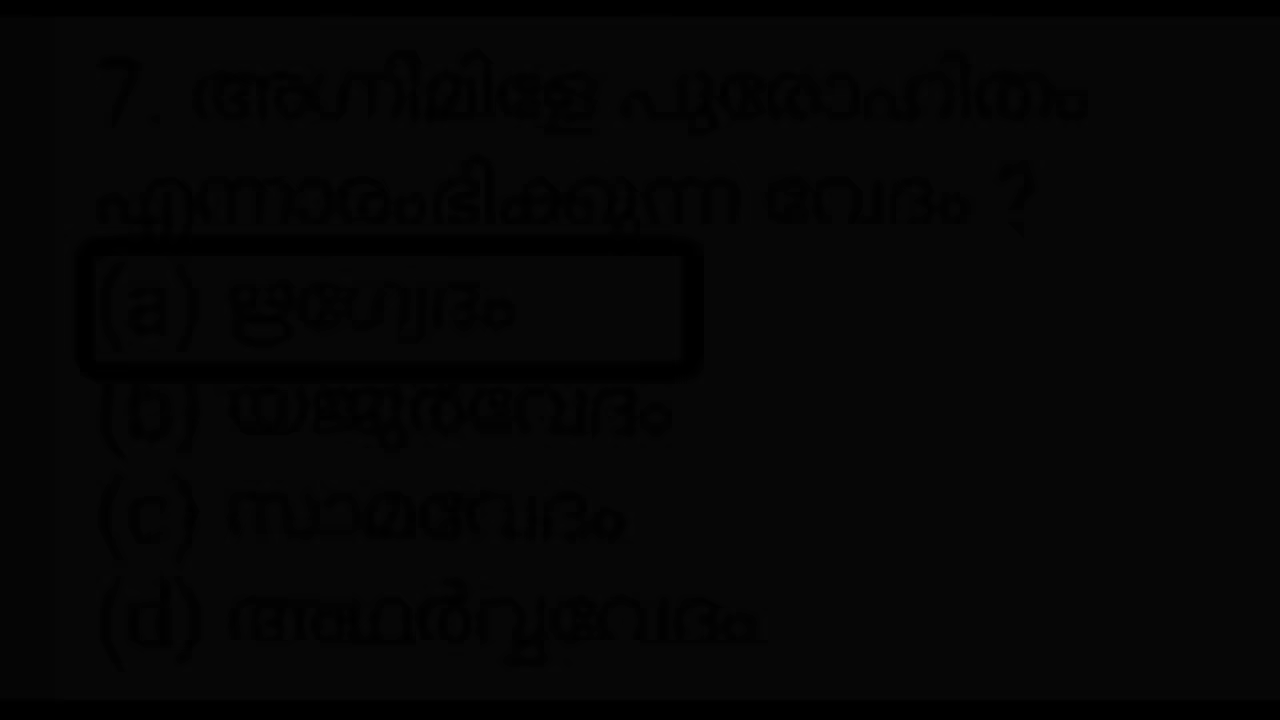 7. അഗ്നിമിളേ പുരോഹിതം
എന്നാരംഭിക്കുന്ന വേദം ?
(a) ഋഗ്വേദം
(b) യജുർവേദം
(c) സാമവേദം
(d) അഥർവ്വവേദം